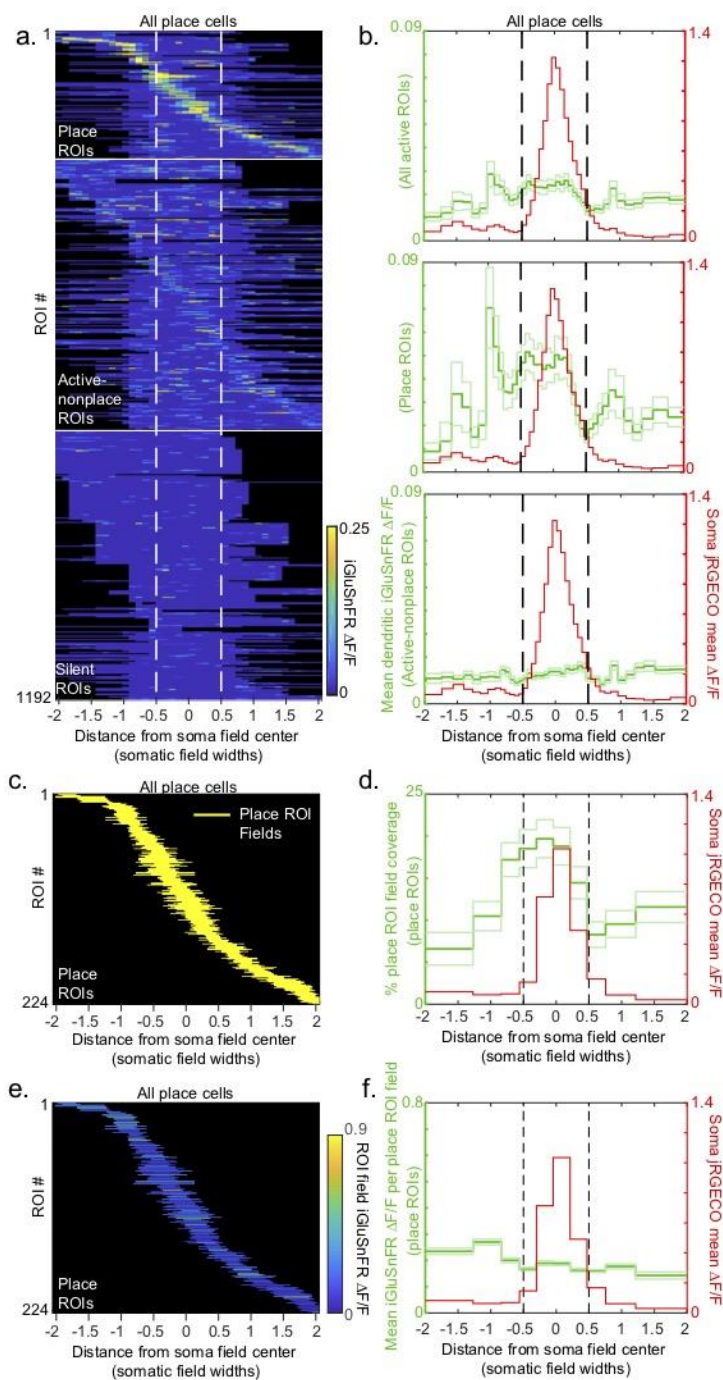 a.
All place cells
1
Place
ROIs
ROI #
Active-
nonplace
ROIs
Silent
ROIs
1192
0.25
iGluSnFR ΔF/F
0
-2 -1.5 -1 -0.5 0 0.5 1 1.5 2
Distance from soma field center
(somatic field widths)
b.
All place cells
0.09
(All active ROIs)
0
1.4
0
0.09
(Place ROIs)
0
1.4
0
0.09
Mean dendritic iGluSnFR ΔF/F
(Active-nonplace ROIs)
0
1.4
Soma jRGECO mean ΔF/F
0
-2 -1.5 -1 -0.5 0 0.5 1 1.5 2
Distance from soma field center
(somatic field widths)
c.
All place cells
1
Place ROI
Fields
ROI #
Place
ROIs
224
-2 -1.5 -1 -0.5 0 0.5 1 1.5 2
Distance from soma field center
(somatic field widths)
d.
25
% place ROI field coverage
(place ROIs)
0
1.4
Soma jRGECO mean ΔF/F
0
-2 -1.5 -1 -0.5 0 0.5 1 1.5 2
Distance from soma field center
(somatic field widths)
e.
All place cells
1
ROI #
Place
ROIs
224
0.9
ROI field iGluSnFR ΔF/F
0
-2 -1.5 -1 -0.5 0 0.5 1 1.5 2
Distance from soma field center
(somatic field widths)
f.
0.8
Mean iGluSnFR ΔF/F per place ROI field
(place ROIs)
0
1.4
Soma jRGECO mean ΔF/F
0
-2 -1.5 -1 -0.5 0 0.5 1 1.5 2
Distance from soma field center
(somatic field widths)